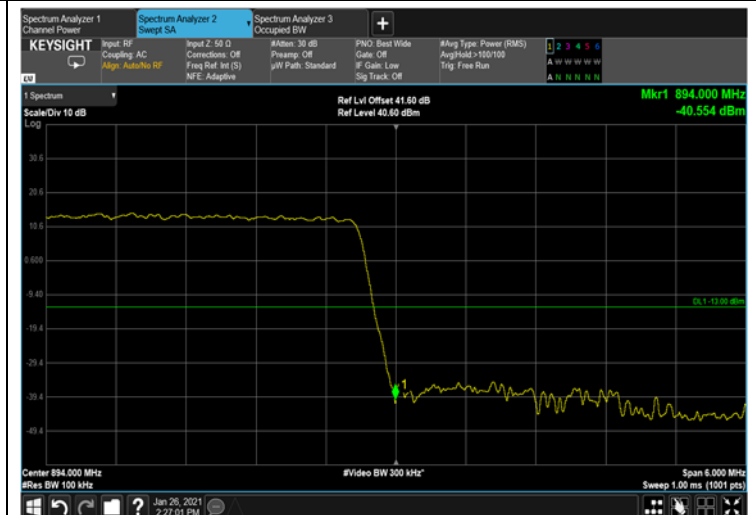 Spectrum Analyzer 1
Channel Power
Spectrum Analyzer 2
Swept SA
Spectrum Analyzer 3
Occupied BW
+
KEYSIGHT
Input: RF
Coupling: AC
Align: Auto/No RF
Input Z: 50 Ω
Corrections: Off
Freq Ref: Int (S)
NFE: Adaptive
#Atten: 30 dB
Preamp: Off
µW Path: Standard
PNO: Best Wide
Gate: Off
IF Gain: Low
Sig Track: Off
#Avg Type: Power (RMS)
Avg|Hold >100/100
Trig: Free Run
1 2 3 4 5 6
A W W W W W
A N N N N N
LXI
1 Spectrum
Scale/Div 10 dB
Log
Ref Lvl Offset 41.60 dB
Ref Level 40.60 dBm
Mkr1 894.000 MHz
-40.554 dBm
30.6
20.6
10.6
0.600
-9.40
DL1 -13.00 dBm
-19.4
-29.4
1
-39.4
-49.4
Center 894.000 MHz
#Res BW 100 kHz
#Video BW 300 kHz*
Span 6.000 MHz
Sweep 1.00 ms (1001 pts)
?
Jan 26, 2021
2:27:01 PM